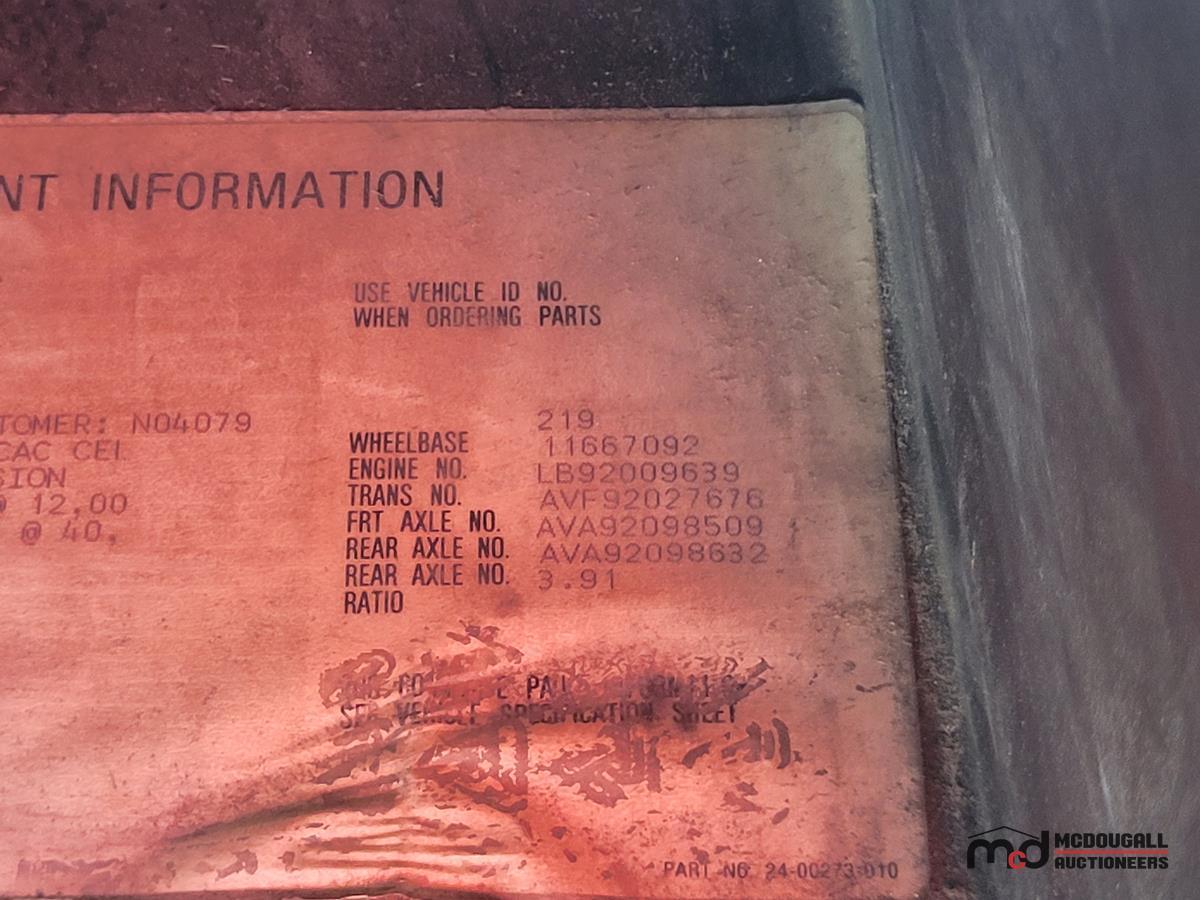 NT INFORMATION
USE VEHICLE ID NO.
WHEN ORDERING PARTS
TOMER: N04079
CAC CEI
SION
@ 12,00
@ 40,
WHEELBASE 219
ENGINE NO. 11667092
TRANS NO. LB92009639
FRT AXLE NO. AVF92027676
REAR AXLE NO. AVA92098509
REAR AXLE NO. AVA92098632
RATIO 3.91
VEHICLE SPECIFICATION SHEET
PART NO 24-00273-010
mcd MCDOUGALL
AUCTIONEERS